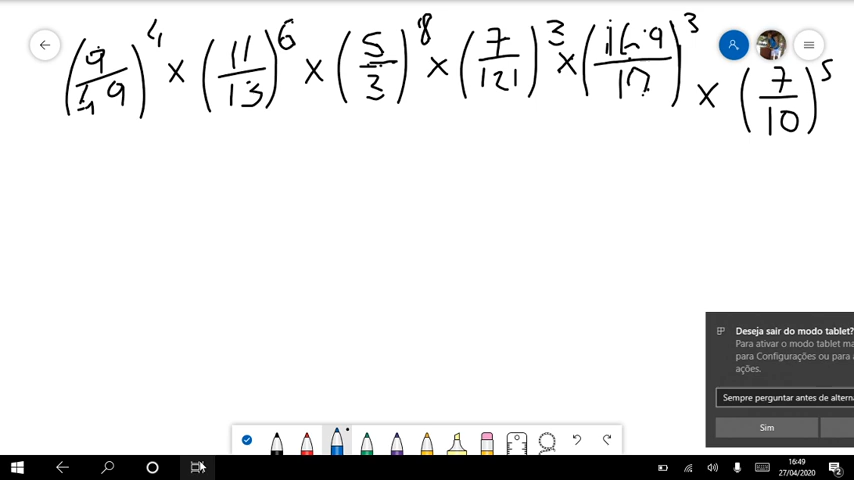 (9/49)^4 × (11/13)^6 × (5/3)^8 × (7/121)^3 × (169/17)^3
× (7/10)^5
Deseja sair do modo tablet?
Para ativar o modo tablet ma
para Configurações ou para a
ações.
Sempre perguntar antes de alterna
Sim
16:49
27/04/2020
2